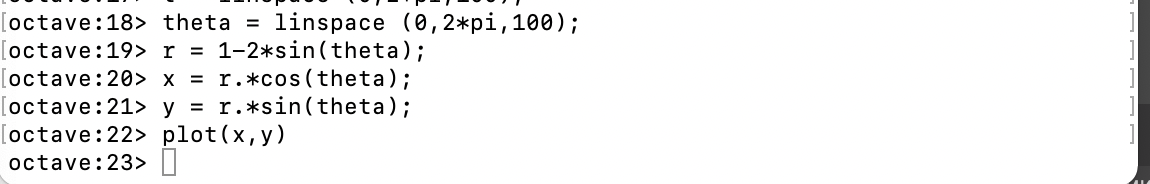 [octave:18> theta = linspace (0,2*pi,100); ]
[octave:19> r = 1-2*sin(theta); ]
[octave:20> x = r.*cos(theta); ]
[octave:21> y = r.*sin(theta); ]
[octave:22> plot(x,y) ]
octave:23>